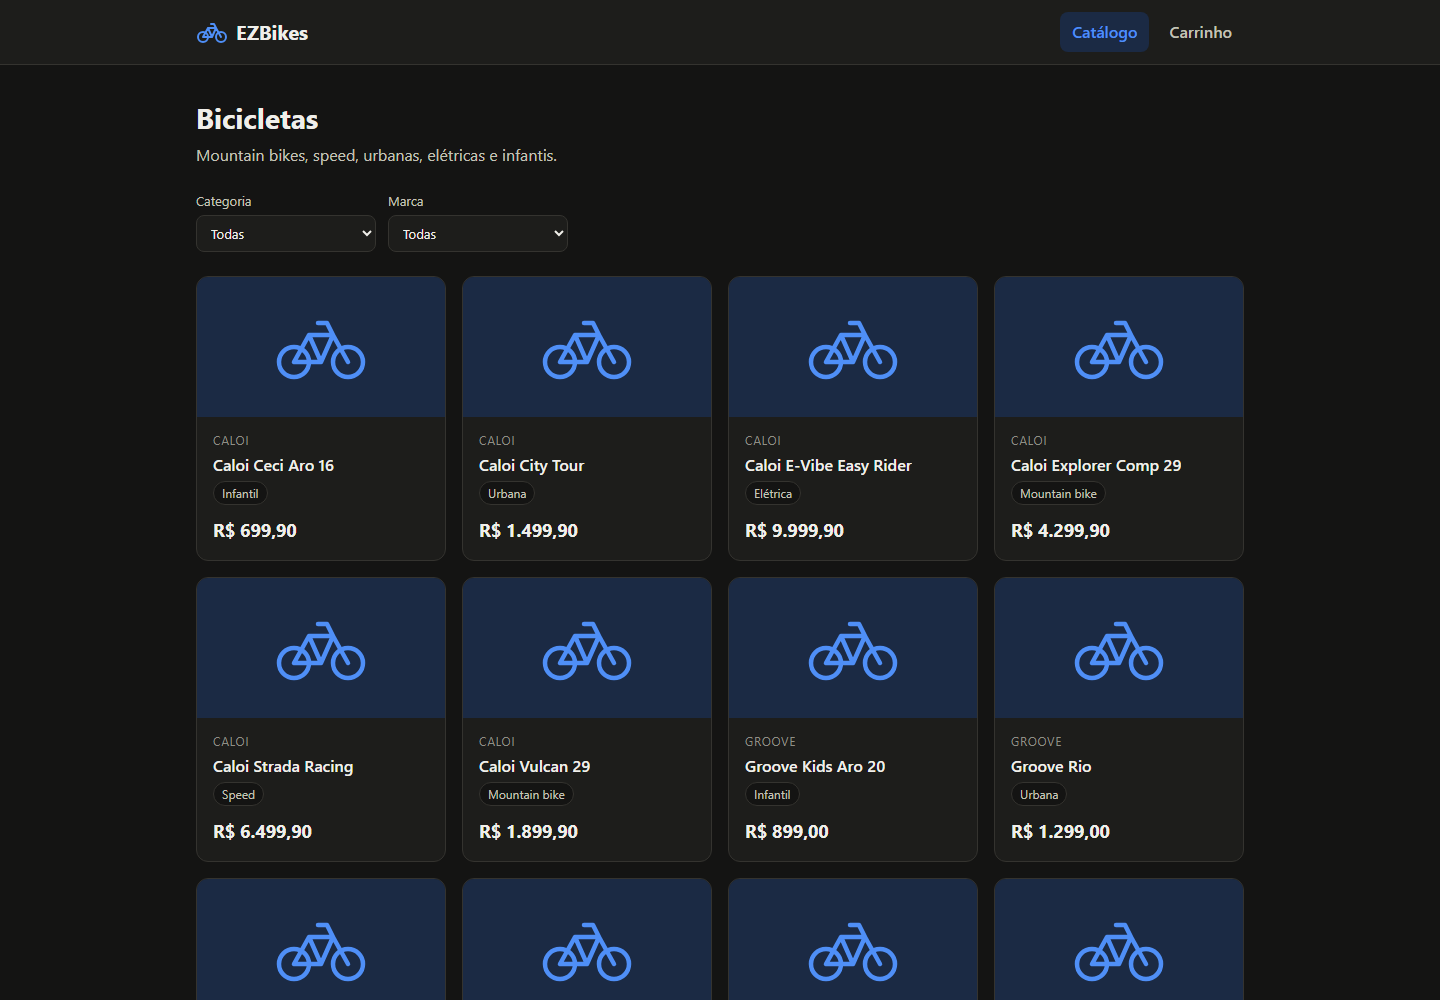 EZBikes
Catálogo
Carrinho
Bicicletas
Mountain bikes, speed, urbanas, elétricas e infantis.
Categoria
Marca
Todas
Todas
CALOI
Caloi Ceci Aro 16
Infantil
R$ 699,90
CALOI
Caloi City Tour
Urbana
R$ 1.499,90
CALOI
Caloi E-Vibe Easy Rider
Elétrica
R$ 9.999,90
CALOI
Caloi Explorer Comp 29
Mountain bike
R$ 4.299,90
CALOI
Caloi Strada Racing
Speed
R$ 6.499,90
CALOI
Caloi Vulcan 29
Mountain bike
R$ 1.899,90
GROOVE
Groove Kids Aro 20
Infantil
R$ 899,00
GROOVE
Groove Rio
Urbana
R$ 1.299,00